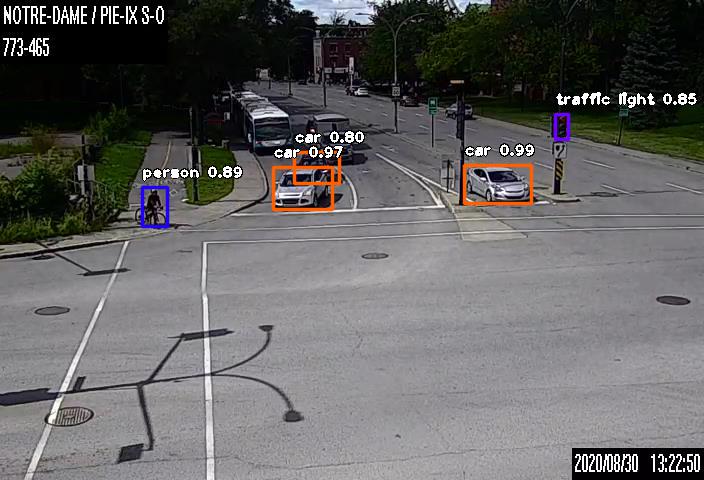 NOTRE-DAME / PIE-IX S-O
773-465
traffic light 0.85
car 0.80
car 0.97
car 0.99
person 0.89
2020/08/30 13:22:50